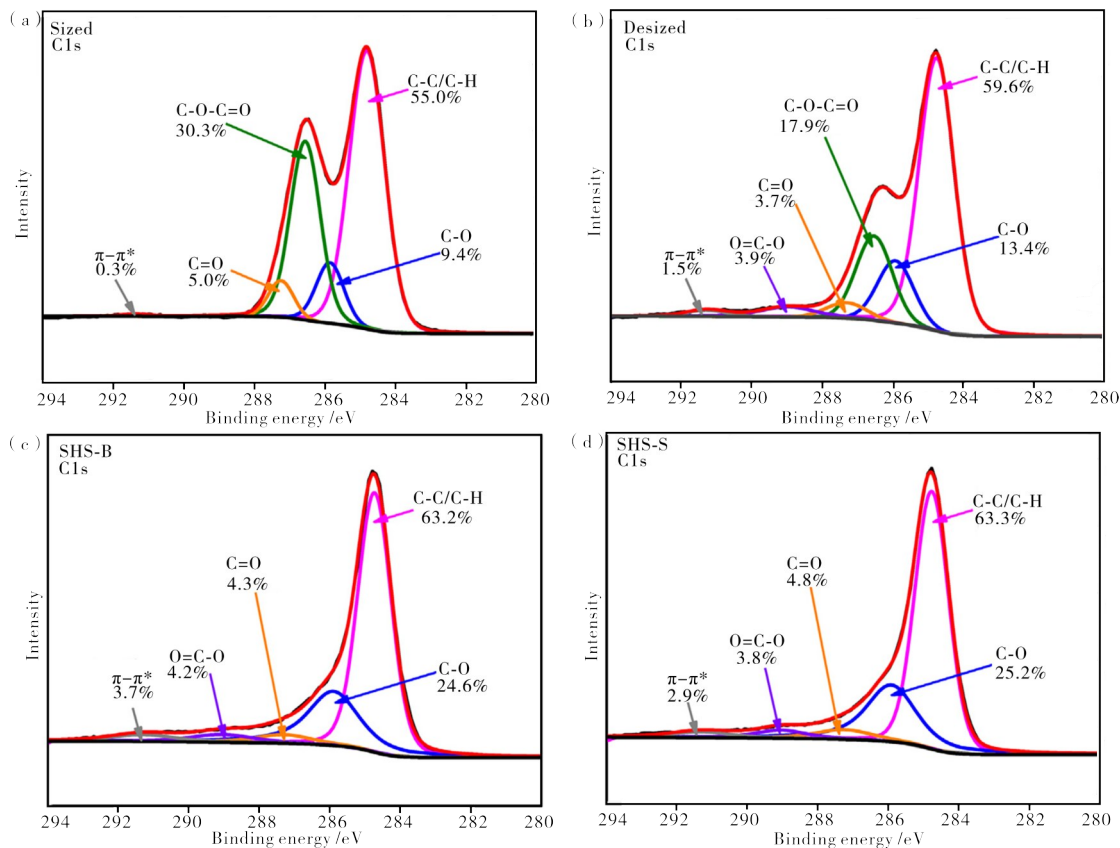 (a)
Sized
C1s
C-C/C-H
55.0%
C-O-C=O
30.3%
C-O
9.4%
C=O
5.0%
π−π*
0.3%
Intensity
294 292 290 288 286 284 282 280
Binding energy /eV
(b)
Desized
C1s
C-C/C-H
59.6%
C-O-C=O
17.9%
C=O
3.7%
O=C-O
3.9%
π−π*
1.5%
C-O
13.4%
Intensity
294 292 290 288 286 284 282 280
Binding energy /eV
(c)
SHS-B
C1s
C-C/C-H
63.2%
C=O
4.3%
O=C-O
4.2%
π−π*
3.7%
C-O
24.6%
Intensity
294 292 290 288 286 284 282 280
Binding energy /eV
(d)
SHS-S
C1s
C-C/C-H
63.3%
C=O
4.8%
O=C-O
3.8%
π−π*
2.9%
C-O
25.2%
Intensity
294 292 290 288 286 284 282 280
Binding energy /eV